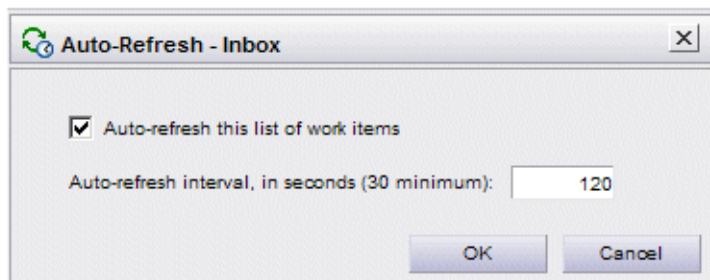 Auto-Refresh - Inbox
Auto-refresh this list of work items
Auto-refresh interval, in seconds (30 minimum): 120
OK Cancel